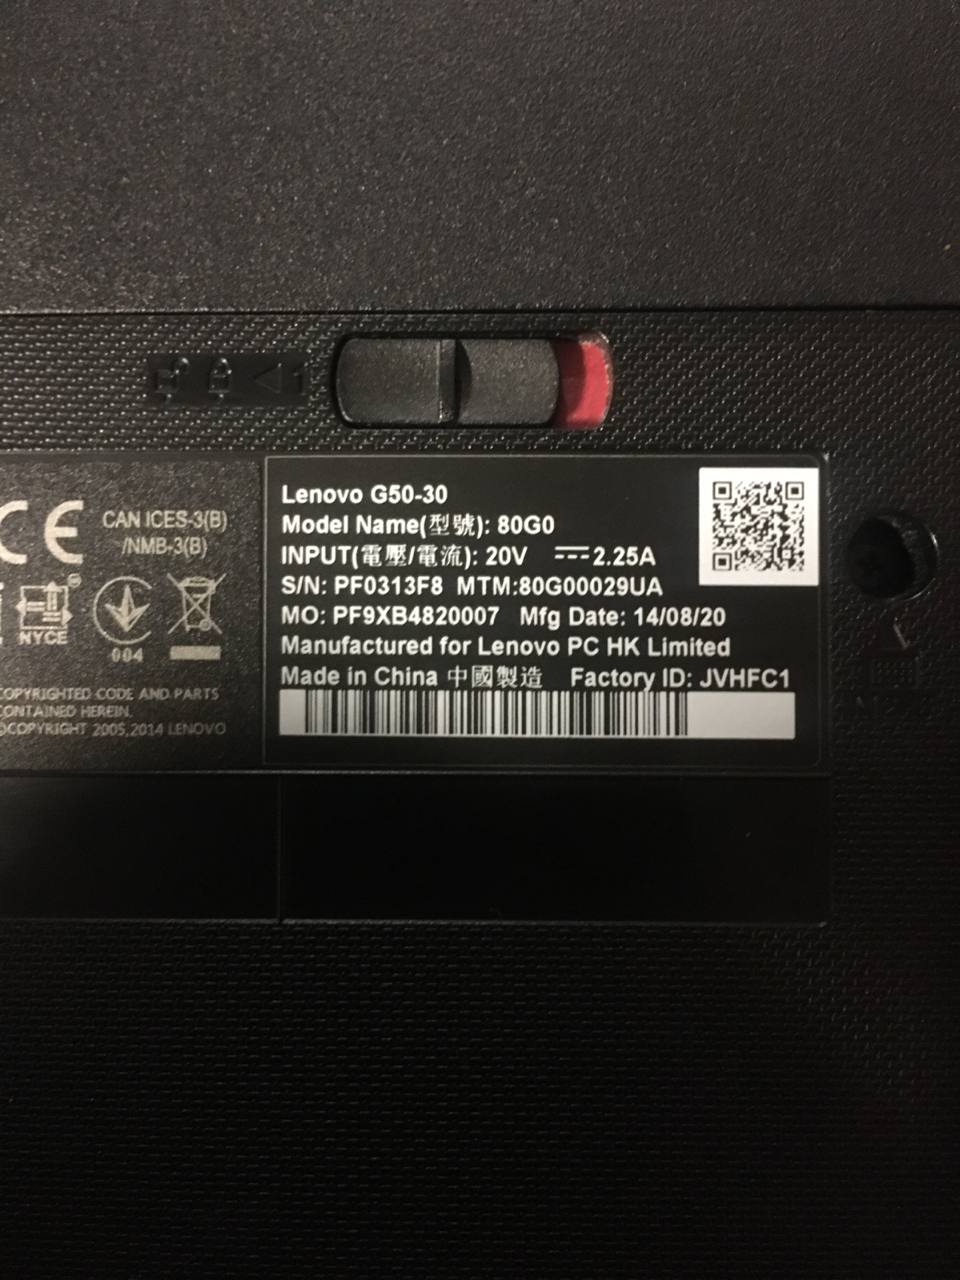 1
CE
CAN ICES-3(B)
/NMB-3(B)
NYCE
004
COPYRIGHTED CODE AND PARTS
CONTAINED HEREIN.
©COPYRIGHT 2005,2014 LENOVO
Lenovo G50-30
Model Name(型號): 80G0
INPUT(電壓/電流): 20V ⎓2.25A
S/N: PF0313F8 MTM:80G00029UA
MO: PF9XB4820007 Mfg Date: 14/08/20
Manufactured for Lenovo PC HK Limited
Made in China 中國製造 Factory ID: JVHFC1